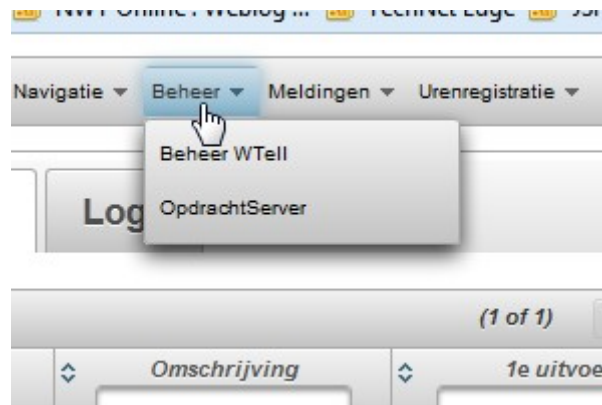 NWT Online : Weblog ... TechNet Edge
Navigatie Beheer Meldingen Urenregistratie
Beheer WTell
OpdrachtServer
Log
(1 of 1)
Omschrijving 1e uitvoe